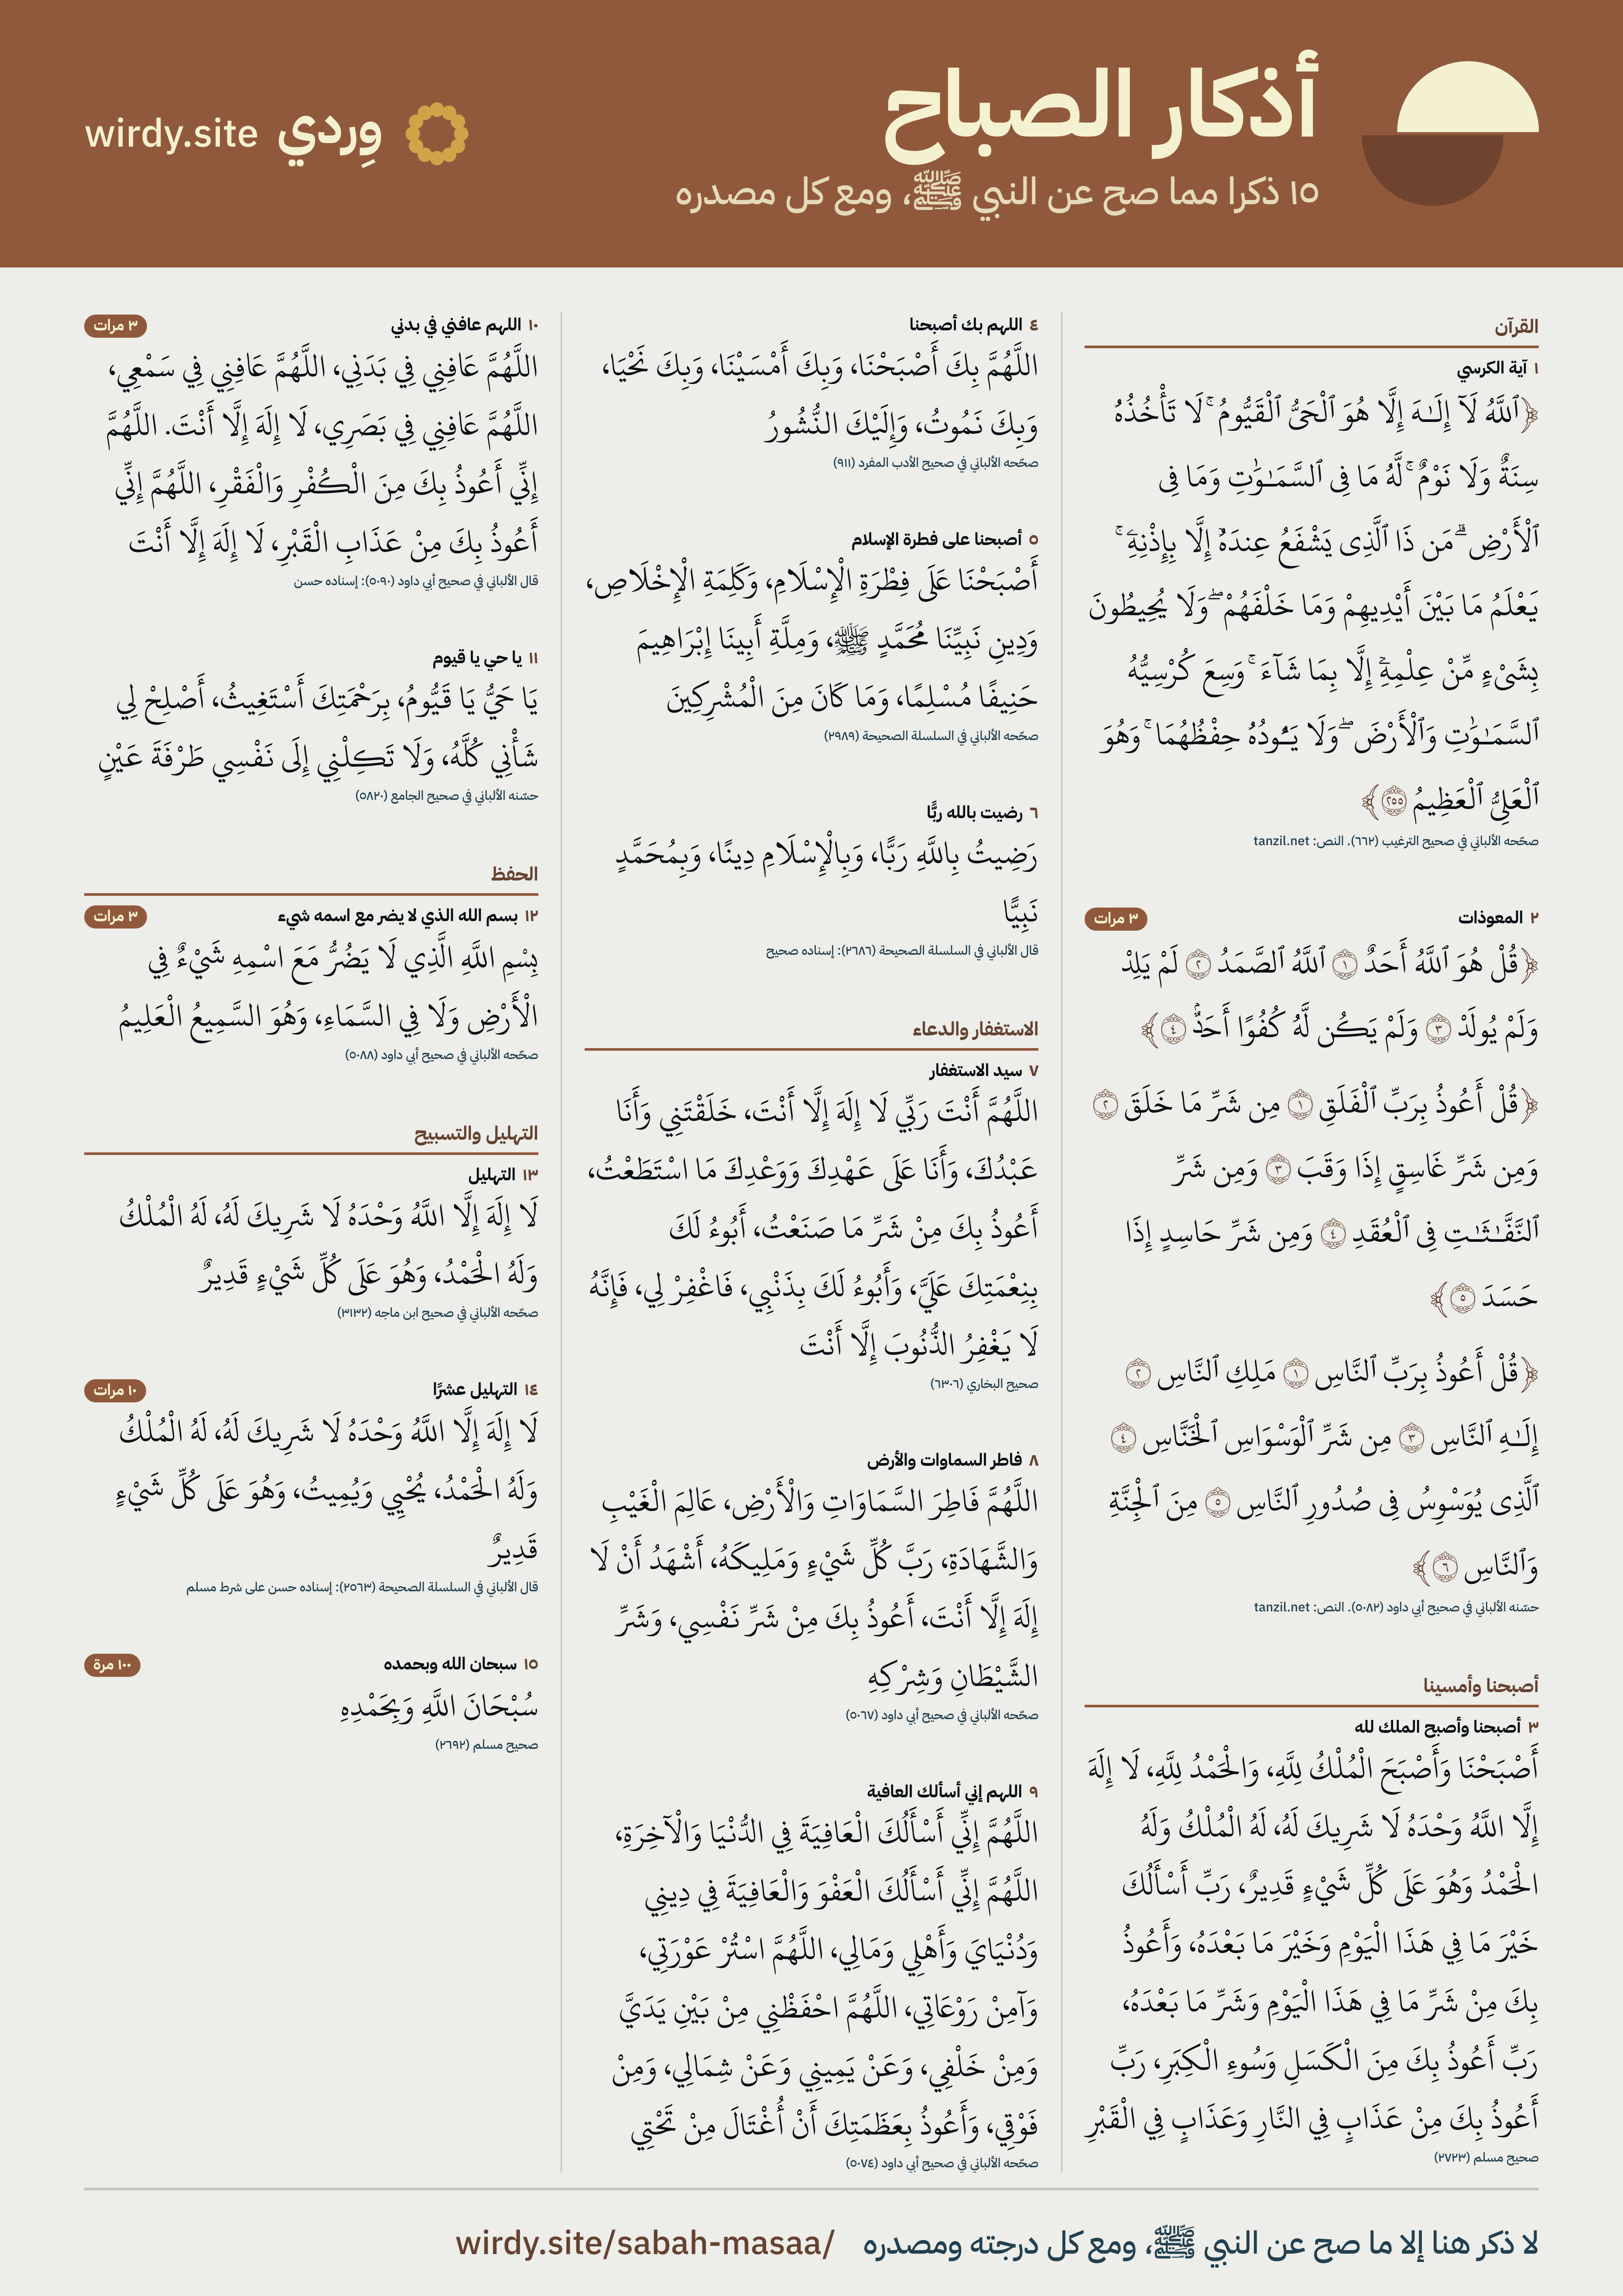 أذكار الصباح
١٥ ذكرا مما صح عن النبي ﷺ، ومع كل مصدره
وِردي wirdy.site
القرآن
١ آية الكرسي
﴿ٱللَّهُ لَآ إِلَـٰهَ إِلَّا هُوَ ٱلْحَىُّ ٱلْقَيُّومُ ۚ لَا تَأْخُذُهُۥ
سِنَةٌ وَلَا نَوْمٌ ۚ لَّهُۥ مَا فِى ٱلسَّمَـٰوَٰتِ وَمَا فِى
ٱلْأَرْضِ ۗ مَن ذَا ٱلَّذِى يَشْفَعُ عِندَهُۥٓ إِلَّا بِإِذْنِهِۦ ۚ
يَعْلَمُ مَا بَيْنَ أَيْدِيهِمْ وَمَا خَلْفَهُمْ ۖ وَلَا يُحِيطُونَ
بِشَىْءٍ مِّنْ عِلْمِهِۦٓ إِلَّا بِمَا شَآءَ ۚ وَسِعَ كُرْسِيُّهُ
ٱلسَّمَـٰوَٰتِ وَٱلْأَرْضَ ۖ وَلَا يَـُٔودُهُۥ حِفْظُهُمَا ۚ وَهُوَ
ٱلْعَلِىُّ ٱلْعَظِيمُ ٢٥٥﴾
صححه الألباني في صحيح الترغيب (٦٦٢). النص: tanzil.net
٢ المعوذات
٣ مرات
﴿قُلْ هُوَ ٱللَّهُ أَحَدٌ ١ ٱللَّهُ ٱلصَّمَدُ ٢ لَمْ يَلِدْ
وَلَمْ يُولَدْ ٣ وَلَمْ يَكُن لَّهُۥ كُفُوًا أَحَدٌۢ ٤﴾
﴿قُلْ أَعُوذُ بِرَبِّ ٱلْفَلَقِ ١ مِن شَرِّ مَا خَلَقَ ٢
وَمِن شَرِّ غَاسِقٍ إِذَا وَقَبَ ٣ وَمِن شَرِّ
ٱلنَّفَّـٰثَـٰتِ فِى ٱلْعُقَدِ ٤ وَمِن شَرِّ حَاسِدٍ إِذَا
حَسَدَ ٥﴾
﴿قُلْ أَعُوذُ بِرَبِّ ٱلنَّاسِ ١ مَلِكِ ٱلنَّاسِ ٢
إِلَـٰهِ ٱلنَّاسِ ٣ مِن شَرِّ ٱلْوَسْوَاسِ ٱلْخَنَّاسِ ٤
ٱلَّذِى يُوَسْوِسُ فِى صُدُورِ ٱلنَّاسِ ٥ مِنَ ٱلْجِنَّةِ
وَٱلنَّاسِ ٦﴾
حسّنه الألباني في صحيح أبي داود (٥٠٨٢). النص: tanzil.net
أصبحنا وأمسينا
٣ أصبحنا وأصبح الملك لله
أَصْبَحْنَا وَأَصْبَحَ الْمُلْكُ لِلَّهِ، وَالْحَمْدُ لِلَّهِ، لَا إِلَهَ
إِلَّا اللَّهُ وَحْدَهُ لَا شَرِيكَ لَهُ، لَهُ الْمُلْكُ وَلَهُ
الْحَمْدُ وَهُوَ عَلَى كُلِّ شَيْءٍ قَدِيرٌ، رَبِّ أَسْأَلُكَ
خَيْرَ مَا فِي هَذَا الْيَوْمِ وَخَيْرَ مَا بَعْدَهُ، وَأَعُوذُ
بِكَ مِنْ شَرِّ مَا فِي هَذَا الْيَوْمِ وَشَرِّ مَا بَعْدَهُ،
رَبِّ أَعُوذُ بِكَ مِنَ الْكَسَلِ وَسُوءِ الْكِبَرِ، رَبِّ
أَعُوذُ بِكَ مِنْ عَذَابٍ فِي النَّارِ وَعَذَابٍ فِي الْقَبْرِ
صحيح مسلم (٢٧٢٣)
٤ اللهم بك أصبحنا
اللَّهُمَّ بِكَ أَصْبَحْنَا، وَبِكَ أَمْسَيْنَا، وَبِكَ نَحْيَا،
وَبِكَ نَمُوتُ، وَإِلَيْكَ النُّشُورُ
صححه الألباني في صحيح الأدب المفرد (٩١١)
٥ أصبحنا على فطرة الإسلام
أَصْبَحْنَا عَلَى فِطْرَةِ الْإِسْلَامِ، وَكَلِمَةِ الْإِخْلَاصِ،
وَدِينِ نَبِيِّنَا مُحَمَّدٍ ﷺ، وَمِلَّةِ أَبِينَا إِبْرَاهِيمَ
حَنِيفًا مُسْلِمًا، وَمَا كَانَ مِنَ الْمُشْرِكِينَ
صححه الألباني في السلسلة الصحيحة (٢٩٨٩)
٦ رضيت بالله ربًّا
رَضِيتُ بِاللَّهِ رَبًّا، وَبِالْإِسْلَامِ دِينًا، وَبِمُحَمَّدٍ
نَبِيًّا
قال الألباني في السلسلة الصحيحة (٢٦٨٦): إسناده صحيح
الاستغفار والدعاء
٧ سيد الاستغفار
اللَّهُمَّ أَنْتَ رَبِّي لَا إِلَهَ إِلَّا أَنْتَ، خَلَقْتَنِي وَأَنَا
عَبْدُكَ، وَأَنَا عَلَى عَهْدِكَ وَوَعْدِكَ مَا اسْتَطَعْتُ،
أَعُوذُ بِكَ مِنْ شَرِّ مَا صَنَعْتُ، أَبُوءُ لَكَ
بِنِعْمَتِكَ عَلَيَّ، وَأَبُوءُ لَكَ بِذَنْبِي، فَاغْفِرْ لِي، فَإِنَّهُ
لَا يَغْفِرُ الذُّنُوبَ إِلَّا أَنْتَ
صحيح البخاري (٦٣٠٦)
٨ فاطر السماوات والأرض
اللَّهُمَّ فَاطِرَ السَّمَاوَاتِ وَالْأَرْضِ، عَالِمَ الْغَيْبِ
وَالشَّهَادَةِ، رَبَّ كُلِّ شَيْءٍ وَمَلِيكَهُ، أَشْهَدُ أَنْ لَا
إِلَهَ إِلَّا أَنْتَ، أَعُوذُ بِكَ مِنْ شَرِّ نَفْسِي، وَشَرِّ
الشَّيْطَانِ وَشِرْكِهِ
صححه الألباني في صحيح أبي داود (٥٠٦٧)
٩ اللهم إني أسألك العافية
اللَّهُمَّ إِنِّي أَسْأَلُكَ الْعَافِيَةَ فِي الدُّنْيَا وَالْآخِرَةِ،
اللَّهُمَّ إِنِّي أَسْأَلُكَ الْعَفْوَ وَالْعَافِيَةَ فِي دِينِي
وَدُنْيَايَ وَأَهْلِي وَمَالِي، اللَّهُمَّ اسْتُرْ عَوْرَتِي،
وَآمِنْ رَوْعَاتِي، اللَّهُمَّ احْفَظْنِي مِنْ بَيْنِ يَدَيَّ
وَمِنْ خَلْفِي، وَعَنْ يَمِينِي وَعَنْ شِمَالِي، وَمِنْ
فَوْقِي، وَأَعُوذُ بِعَظَمَتِكَ أَنْ أُغْتَالَ مِنْ تَحْتِي
صححه الألباني في صحيح أبي داود (٥٠٧٤)
١٠ اللهم عافني في بدني
٣ مرات
اللَّهُمَّ عَافِنِي فِي بَدَنِي، اللَّهُمَّ عَافِنِي فِي سَمْعِي،
اللَّهُمَّ عَافِنِي فِي بَصَرِي، لَا إِلَهَ إِلَّا أَنْتَ. اللَّهُمَّ
إِنِّي أَعُوذُ بِكَ مِنَ الْكُفْرِ وَالْفَقْرِ، اللَّهُمَّ إِنِّي
أَعُوذُ بِكَ مِنْ عَذَابِ الْقَبْرِ، لَا إِلَهَ إِلَّا أَنْتَ
قال الألباني في صحيح أبي داود (٥٠٩٠): إسناده حسن
١١ يا حي يا قيوم
يَا حَيُّ يَا قَيُّومُ، بِرَحْمَتِكَ أَسْتَغِيثُ، أَصْلِحْ لِي
شَأْنِي كُلَّهُ، وَلَا تَكِلْنِي إِلَى نَفْسِي طَرْفَةَ عَيْنٍ
حسّنه الألباني في صحيح الجامع (٥٨٢٠)
الحفظ
١٢ بسم الله الذي لا يضر مع اسمه شيء
٣ مرات
بِسْمِ اللَّهِ الَّذِي لَا يَضُرُّ مَعَ اسْمِهِ شَيْءٌ فِي
الْأَرْضِ وَلَا فِي السَّمَاءِ، وَهُوَ السَّمِيعُ الْعَلِيمُ
صححه الألباني في صحيح أبي داود (٥٠٨٨)
التهليل والتسبيح
١٣ التهليل
لَا إِلَهَ إِلَّا اللَّهُ وَحْدَهُ لَا شَرِيكَ لَهُ، لَهُ الْمُلْكُ
وَلَهُ الْحَمْدُ، وَهُوَ عَلَى كُلِّ شَيْءٍ قَدِيرٌ
صححه الألباني في صحيح ابن ماجه (٣١٣٢)
١٤ التهليل عشرًا
١٠ مرات
لَا إِلَهَ إِلَّا اللَّهُ وَحْدَهُ لَا شَرِيكَ لَهُ، لَهُ الْمُلْكُ
وَلَهُ الْحَمْدُ، يُحْيِي وَيُمِيتُ، وَهُوَ عَلَى كُلِّ شَيْءٍ
قَدِيرٌ
قال الألباني في السلسلة الصحيحة (٢٥٦٣): إسناده حسن على شرط مسلم
١٥ سبحان الله وبحمده
١٠٠ مرة
سُبْحَانَ اللَّهِ وَبِحَمْدِهِ
صحيح مسلم (٢٦٩٢)
لا ذكر هنا إلا ما صح عن النبي ﷺ، ومع كل درجته ومصدره wirdy.site/sabah-masaa/